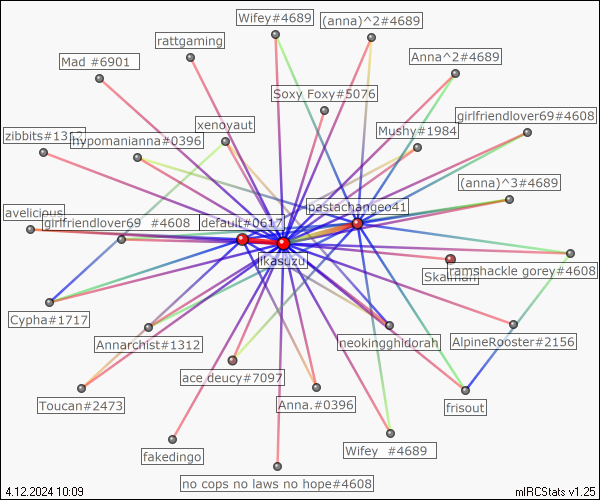 Wifey#4689
(anna)^2#4689
rattgaming
Anna^2#4689
Mad #6901
Soxy Foxy#5076
girlfriendlover69#4608
xenoyaut
Mushy#1984
zibbits#1312
hypomanianna#0396
(anna)^3#4689
pastachangeo41
avelicious
girlfriendlover69 #4608
default#0617
ikasuzu
ramshackle gorey#4608
Cypha#1717
Annarchist#1312
neokingghidorah
AlpineRooster#2156
ace deucy#7097
Toucan#2473
Anna.#0396
frisout
fakedingo
Wifey #4689
no cops no laws no hope#4608
4.12.2024 10:09
mIRCStats v1.25